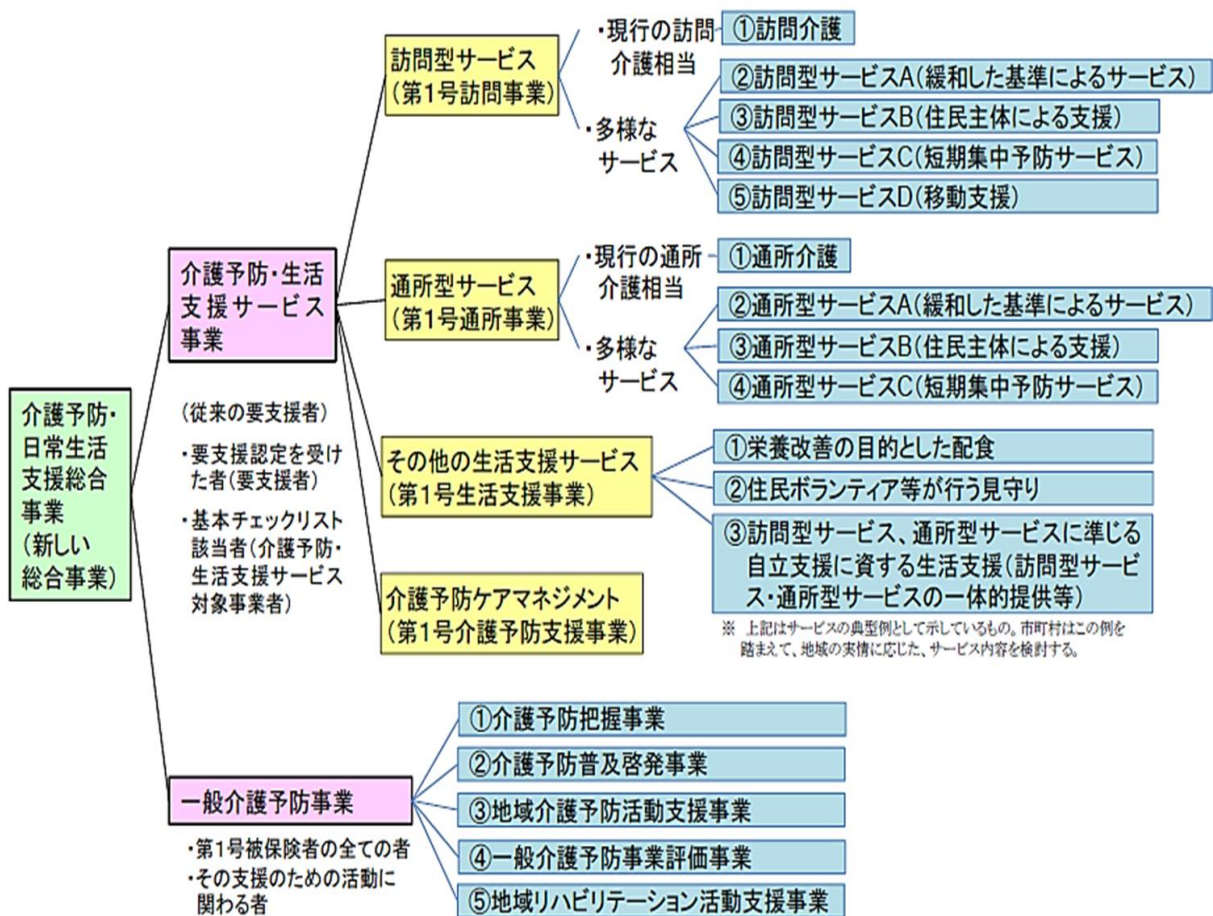 介護予防・
日常生活
支援総合
事業
(新しい
総合事業)
介護予防・生活
支援サービス
事業
(従来の要支援者)
・要支援認定を受け
た者(要支援者)
・基本チェックリスト
該当者(介護予防・
生活支援サービス
対象事業者)
訪問型サービス
(第1号訪問事業)
・現行の訪問
介護相当
①訪問介護
・多様な
サービス
②訪問型サービスA(緩和した基準によるサービス)
③訪問型サービスB(住民主体による支援)
④訪問型サービスC(短期集中予防サービス)
⑤訪問型サービスD(移動支援)
通所型サービス
(第1号通所事業)
・現行の通所
介護相当
①通所介護
・多様な
サービス
②通所型サービスA(緩和した基準によるサービス)
③通所型サービスB(住民主体による支援)
④通所型サービスC(短期集中予防サービス)
その他の生活支援サービス
(第1号生活支援事業)
①栄養改善の目的とした配食
②住民ボランティア等が行う見守り
③訪問型サービス、通所型サービスに準じる
自立支援に資する生活支援(訪問型サービ
ス・通所型サービスの一体的提供等)
※ 上記はサービスの典型例として示しているもの。市町村はこの例を
踏まえて、地域の実情に応じた、サービス内容を検討する。
介護予防ケアマネジメント
(第1号介護予防支援事業)
一般介護予防事業
・第1号被保険者の全ての者
・その支援のための活動に
関わる者
①介護予防把握事業
②介護予防普及啓発事業
③地域介護予防活動支援事業
④一般介護予防事業評価事業
⑤地域リハビリテーション活動支援事業